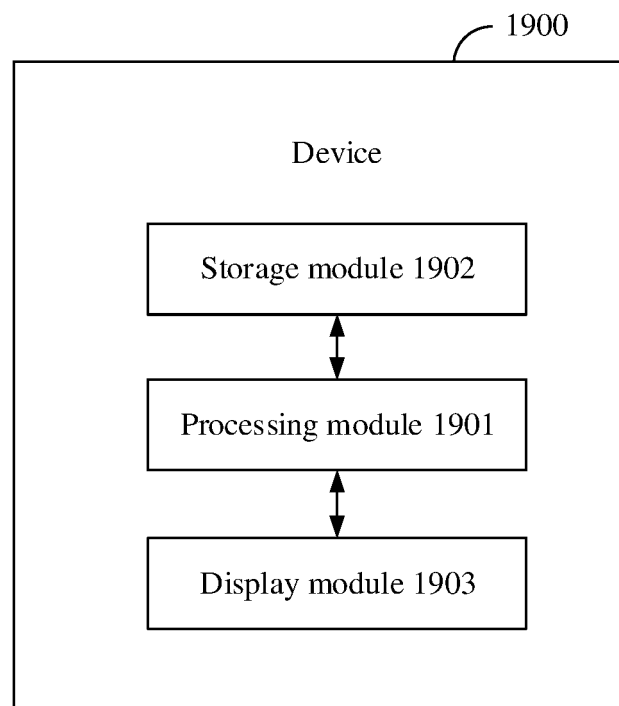 1900
Device
Storage module 1902
Processing module 1901
Display module 1903